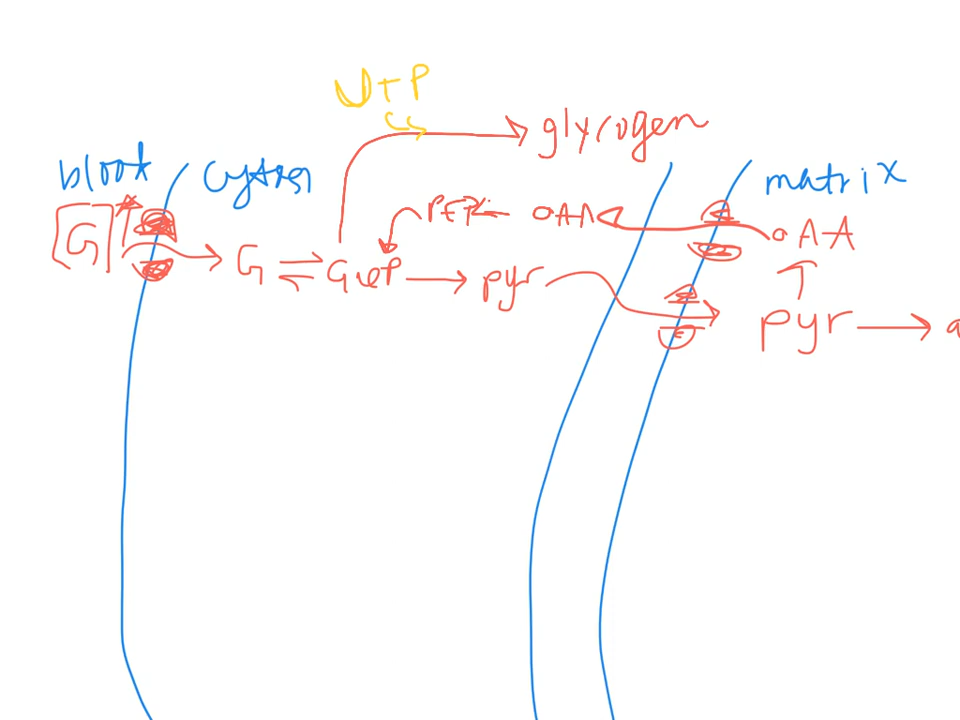 UTP
glycogen
blood cytosol matrix
[G]↑ PEP ← OAA OAA
G ⇌ G6P → pyr
pyr → a